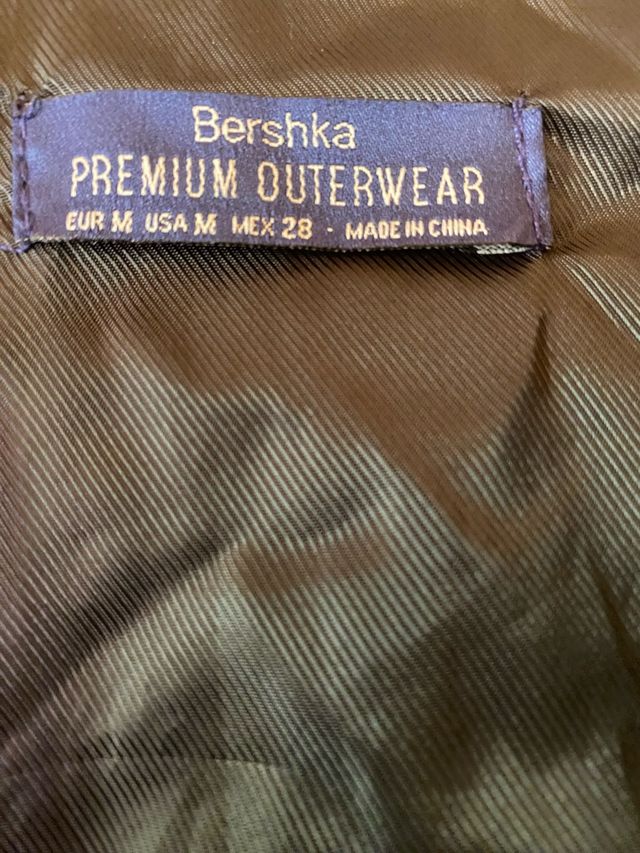 Bershka
PREMIUM OUTERWEAR
EUR M USA M MEX 28 - MADE IN CHINA